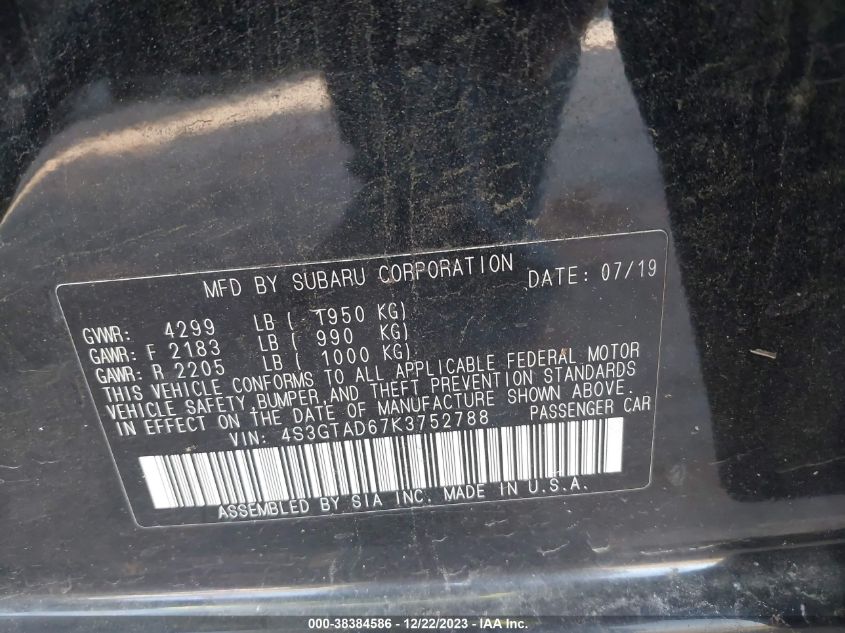 MFD BY SUBARU CORPORATION DATE: 07/19
GVWR: 4299 LB ( 1950 KG)
GAWR: F 2183 LB ( 990 KG)
GAWR: R 2205 LB ( 1000 KG)
THIS VEHICLE CONFORMS TO ALL APPLICABLE FEDERAL MOTOR
VEHICLE SAFETY, BUMPER, AND THEFT PREVENTION STANDARDS
IN EFFECT ON THE DATE OF MANUFACTURE SHOWN ABOVE.
VIN: 4S3GTAD67K3752788 PASSENGER CAR
ASSEMBLED BY SIA INC. MADE IN U.S.A.
000-38384586 - 12/22/2023 - IAA Inc.